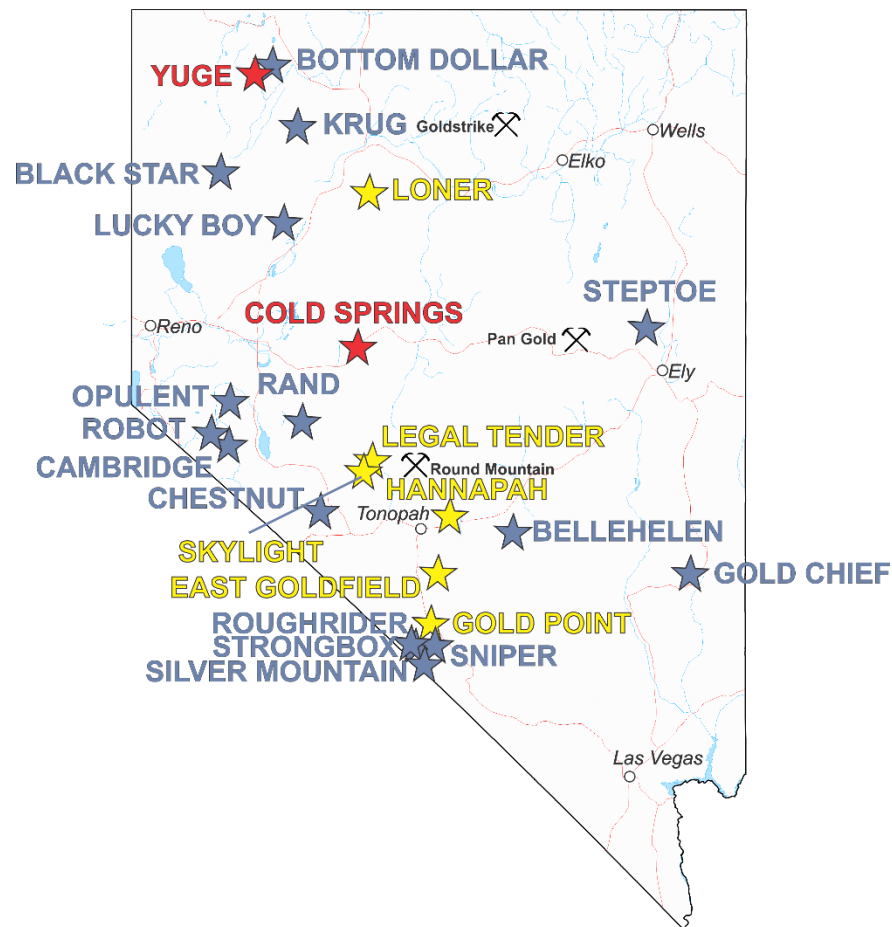 BOTTOM DOLLAR
YUGE
KRUG
Goldstrike
Wells
Elko
BLACK STAR
LONER
LUCKY BOY
STEPTOE
COLD SPRINGS
Reno
Pan Gold
Ely
RAND
OPULENT
ROBOT
LEGAL TENDER
CAMBRIDGE
Round Mountain
HANNAPAH
CHESTNUT
Tonopah
BELLEHELEN
SKYLIGHT
EAST GOLDFIELD
GOLD CHIEF
ROUGHRIDER
GOLD POINT
STRONGBOX
SNIPER
SILVER MOUNTAIN
Las Vegas